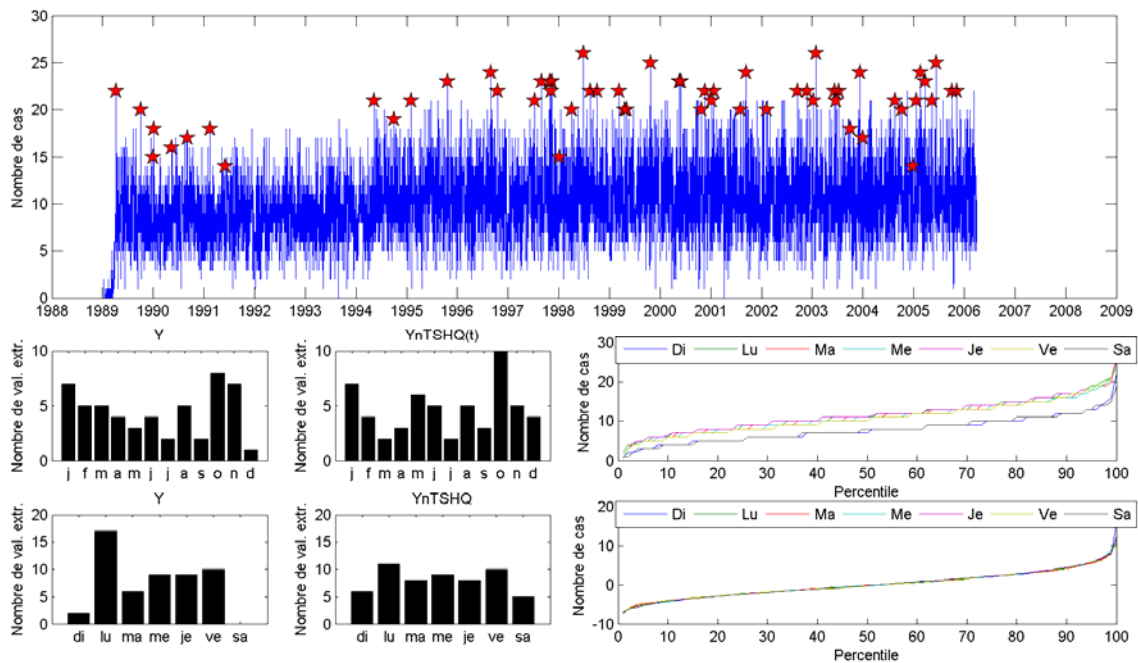 30
25
20
15
10
5
0
Nombre de cas
1988 1989 1990 1991 1992 1993 1994 1995 1996 1997 1998 1999 2000 2001 2002 2003 2004 2005 2006 2007 2008 2009
Y
10
5
0
Nombre de val. extr.
j f m a m j j a s o n d
YnTSHQ(t)
10
5
0
Nombre de val. extr.
j f m a m j j a s o n d
30
20
10
0
Nombre de cas
Di Lu Ma Me Je Ve Sa
0 10 20 30 40 50 60 70 80 90 100
Percentile
Y
20
15
10
5
0
Nombre de val. extr.
di lu ma me je ve sa
YnTSHQ
20
15
10
5
0
Nombre de val. extr.
di lu ma me je ve sa
20
10
0
-10
Nombre de cas
Di Lu Ma Me Je Ve Sa
0 10 20 30 40 50 60 70 80 90 100
Percentile